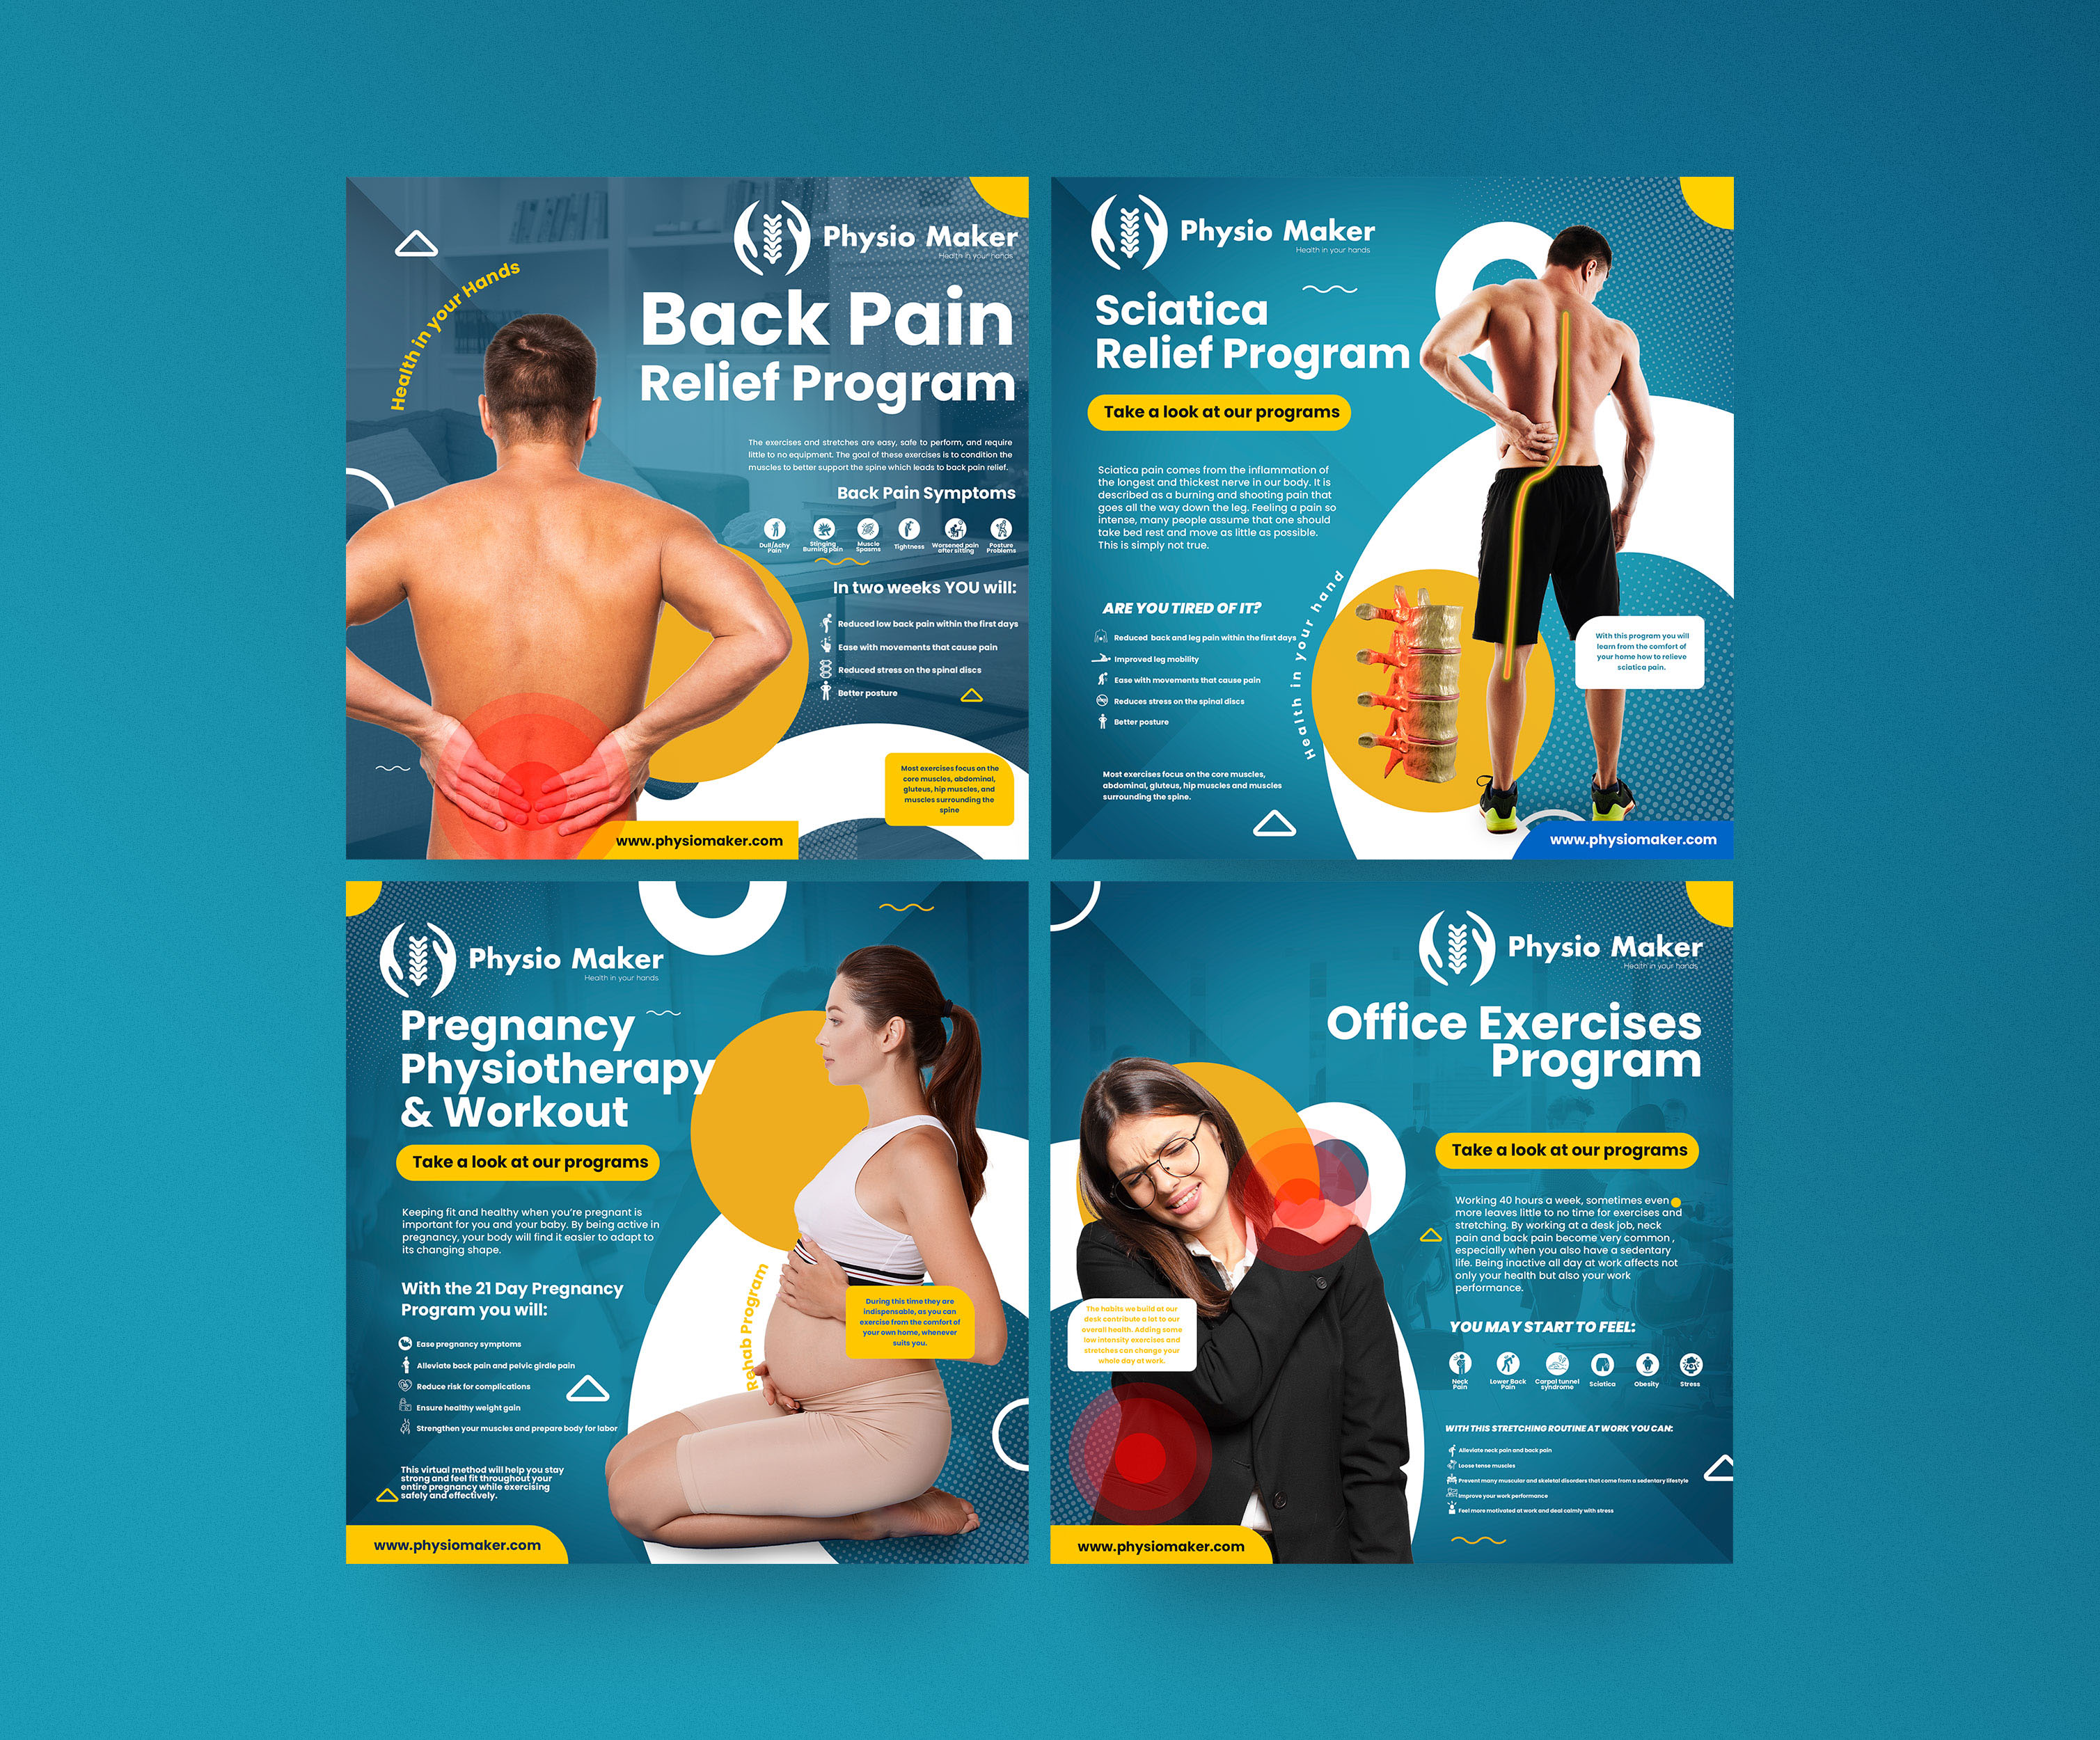 Physio Maker
Health in your hands
Health in your Hands
Back Pain
Relief Program
The exercises and stretches are easy, safe to perform, and require
little to no equipment. The goal of these exercises is to condition the
muscles to better support the spine which leads to back pain relief.
Back Pain Symptoms
Dull/Achy
Pain
Stinging
Burning pain
Muscle
Spasms
Tightness
Worsened pain
after sitting
Posture
Problems
In two weeks YOU will:
Reduced low back pain within the first days
Ease with movements that cause pain
Reduced stress on the spinal discs
Better posture
Most exercises focus on the
core muscles, abdominal,
gluteus, hip muscles, and
muscles surrounding the
spine
www.physiomaker.com
Physio Maker
Health in your hands
Sciatica
Relief Program
Take a look at our programs
Sciatica pain comes from the inflammation of
the longest and thickest nerve in our body. It is
described as a burning and shooting pain that
goes all the way down the leg. Feeling a pain so
intense, many people assume that one should
take bed rest and move as little as possible.
This is simply not true.
ARE YOU TIRED OF IT?
Reduced back and leg pain within the first days
Improved leg mobility
Ease with movements that cause pain
Reduces stress on the spinal discs
Better posture
Health in your hand
With this program you will
learn from the comfort of
your home how to relieve
sciatica pain.
Most exercises focus on the core muscles,
abdominal, gluteus, hip muscles and muscles
surrounding the spine.
www.physiomaker.com
Physio Maker
Health in your hands
Pregnancy
Physiotherapy
& Workout
Take a look at our programs
Keeping fit and healthy when you're pregnant is
important for you and your baby. By being active in
pregnancy, your body will find it easier to adapt to
its changing shape.
With the 21 Day Pregnancy
Program you will:
Ease pregnancy symptoms
Alleviate back pain and pelvic girdle pain
Reduce risk for complications
Ensure healthy weight gain
Strengthen your muscles and prepare body for labor
Rehab Program
During this time they are
indispensable, as you can
exercise from the comfort of
your own home, whenever
suits you.
This virtual method will help you stay
strong and feel fit throughout your
entire pregnancy while exercising
safely and effectively.
www.physiomaker.com
Physio Maker
Health in your hands
Office Exercises
Program
Take a look at our programs
Working 40 hours a week, sometimes even
more leaves little to no time for exercises and
stretching. By working at a desk job, neck
pain and back pain become very common ,
especially when you also have a sedentary
life. Being inactive all day at work affects not
only your health but also your work
performance.
The habits we build at our
desk contribute a lot to our
overall health. Adding some
low intensity exercises and
stretches can change your
whole day at work.
YOU MAY START TO FEEL:
Neck
Pain
Lower Back
Pain
Carpal tunnel
syndrome
Sciatica
Obesity
Stress
WITH THIS STRETCHING ROUTINE AT WORK YOU CAN:
Alleviate neck pain and back pain
Loose tense muscles
Prevent many muscular and skeletal disorders that come from a sedentary lifestyle
Improve your work performance
Feel more motivated at work and deal calmly with stress
www.physiomaker.com